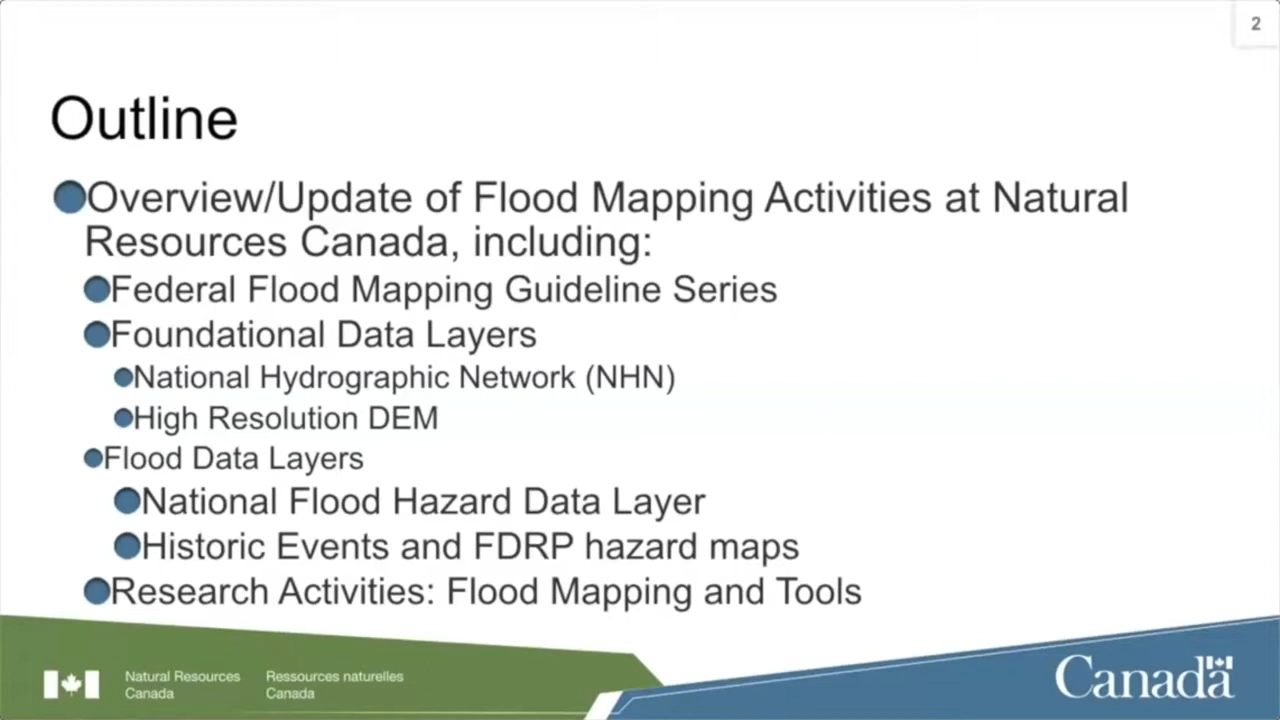 2
Outline
Overview/Update of Flood Mapping Activities at Natural
Resources Canada, including:
Federal Flood Mapping Guideline Series
Foundational Data Layers
National Hydrographic Network (NHN)
High Resolution DEM
Flood Data Layers
National Flood Hazard Data Layer
Historic Events and FDRP hazard maps
Research Activities: Flood Mapping and Tools
Natural Resources
Canada
Ressources naturelles
Canada
Canada